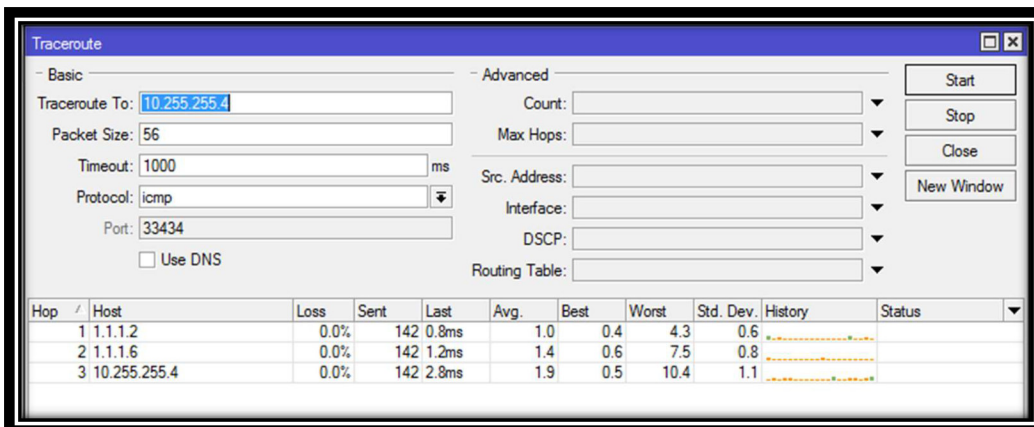 Traceroute
Basic
Traceroute To: 10.255.255.4
Packet Size: 56
Timeout: 1000 ms
Protocol: icmp
Port: 33434
Use DNS
Advanced
Count:
Max Hops:
Src. Address:
Interface:
DSCP:
Routing Table:
Start
Stop
Close
New Window
Hop / Host Loss Sent Last Avg. Best Worst Std. Dev. History Status
1 1.1.1.2 0.0% 142 0.8ms 1.0 0.4 4.3 0.6
2 1.1.1.6 0.0% 142 1.2ms 1.4 0.6 7.5 0.8
3 10.255.255.4 0.0% 142 2.8ms 1.9 0.5 10.4 1.1